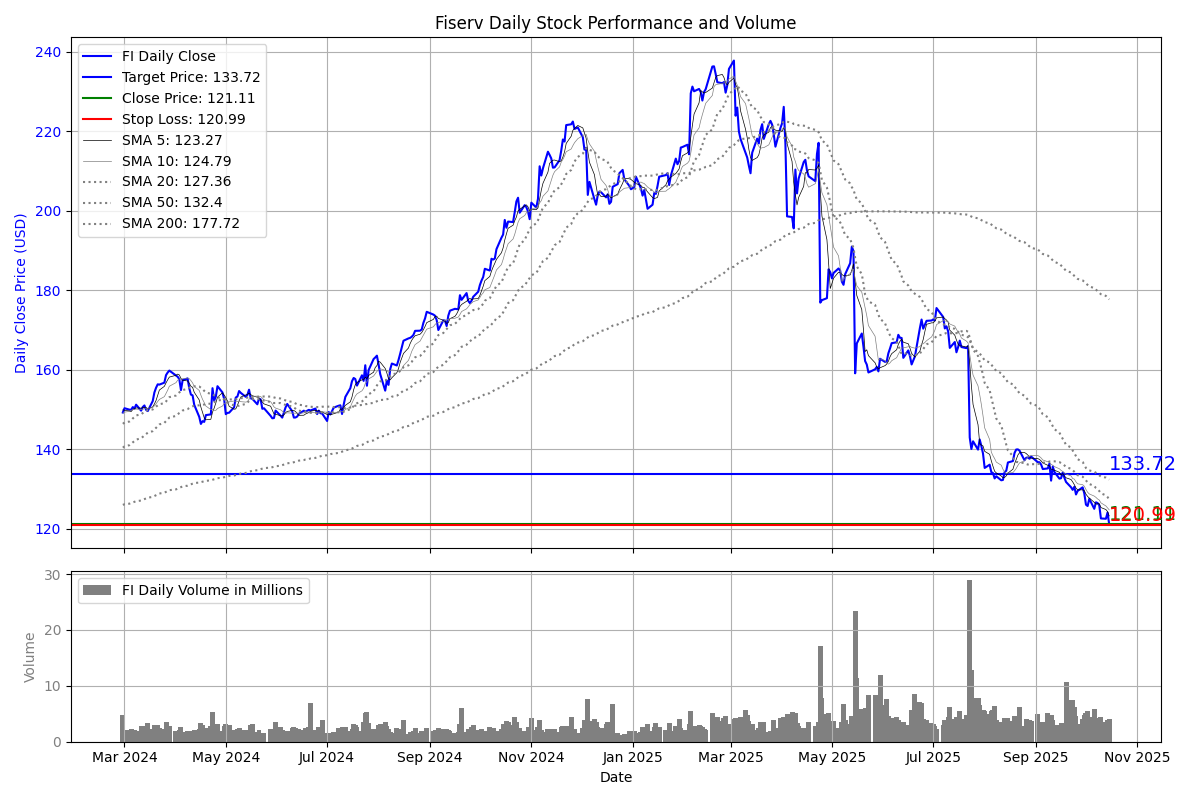 Fiserv Daily Stock Performance and Volume
FI Daily Close
Target Price: 133.72
Close Price: 121.11
Stop Loss: 120.99
SMA 5: 123.27
SMA 10: 124.79
SMA 20: 127.36
SMA 50: 132.4
SMA 200: 177.72
Daily Close Price (USD)
240
220
200
180
160
140
120
133.72
120.99
FI Daily Volume in Millions
Volume
30
20
10
0
Mar 2024 May 2024 Jul 2024 Sep 2024 Nov 2024 Jan 2025 Mar 2025 May 2025 Jul 2025 Sep 2025 Nov 2025
Date